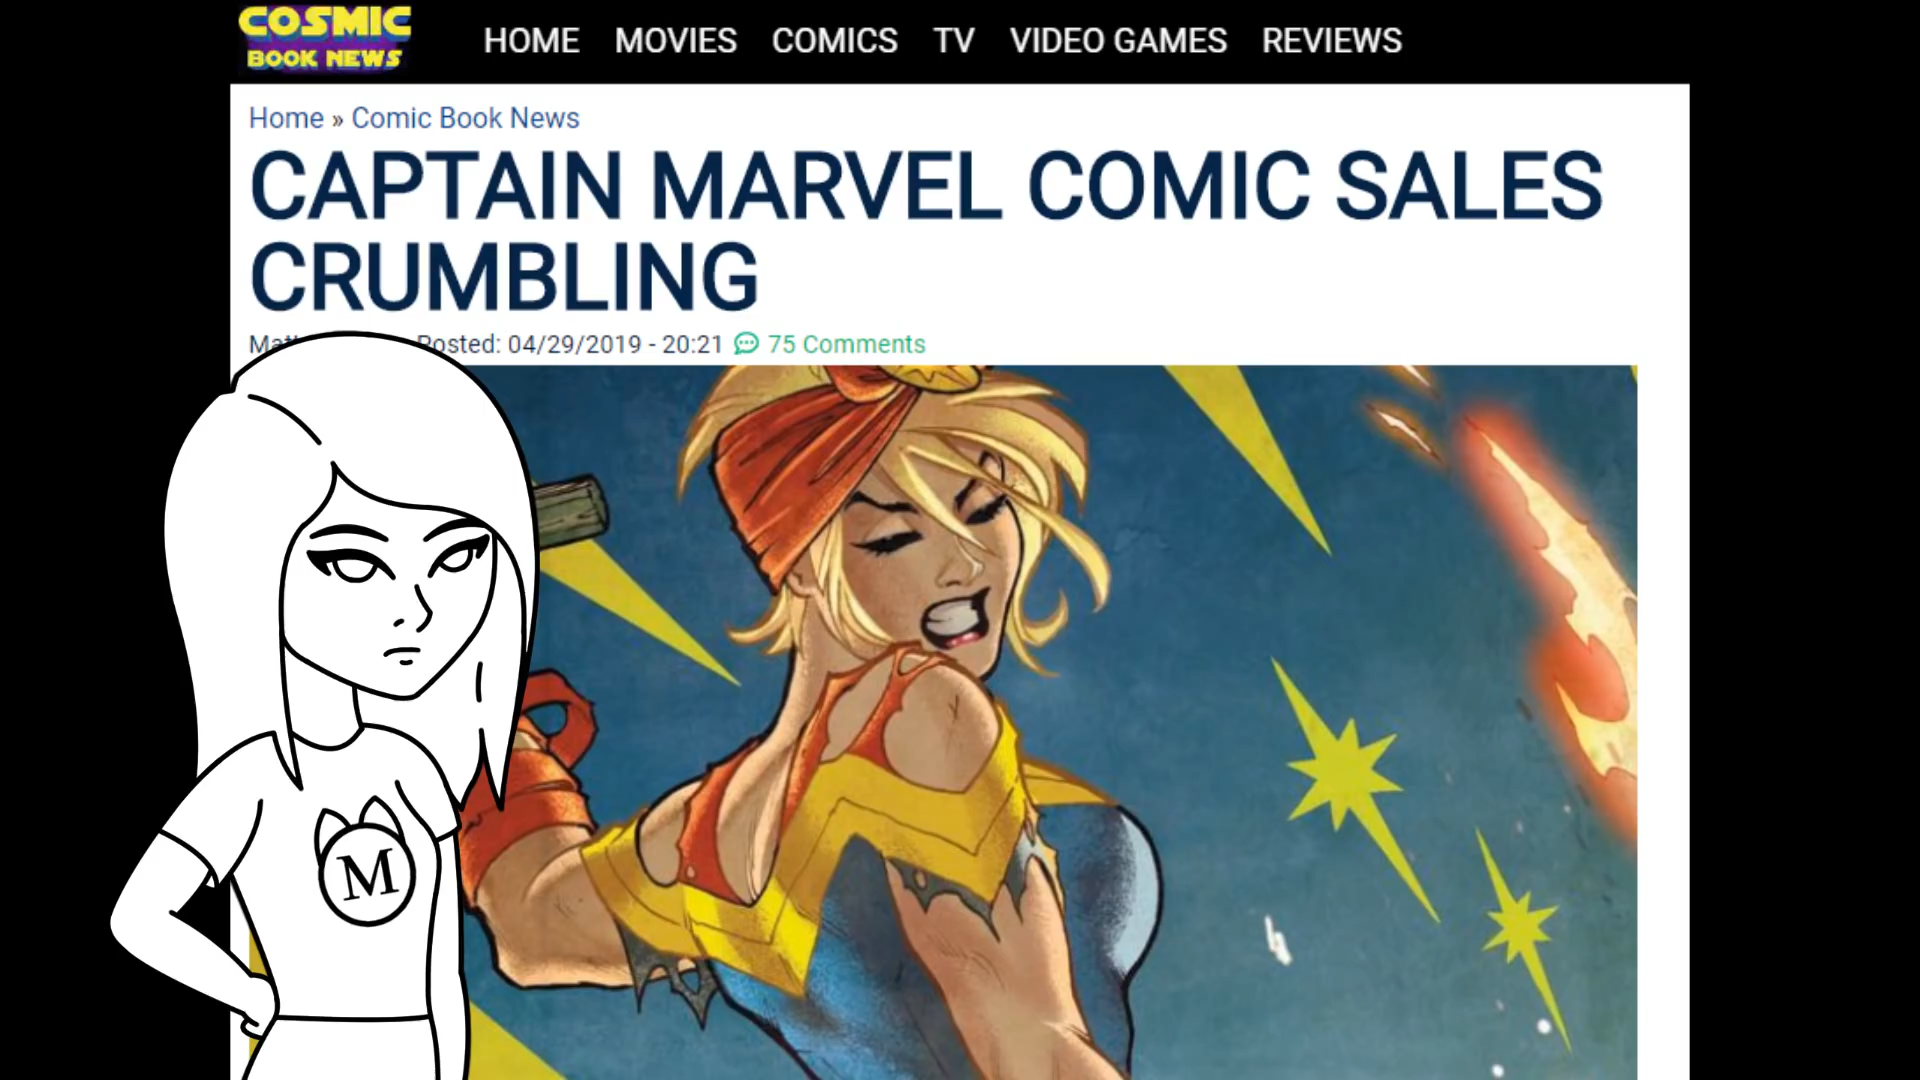 COSMIC
BOOK NEWS
HOME MOVIES COMICS TV VIDEO GAMES REVIEWS
Home » Comic Book News
CAPTAIN MARVEL COMIC SALES
CRUMBLING
Posted: 04/29/2019 - 20:21 75 Comments
M